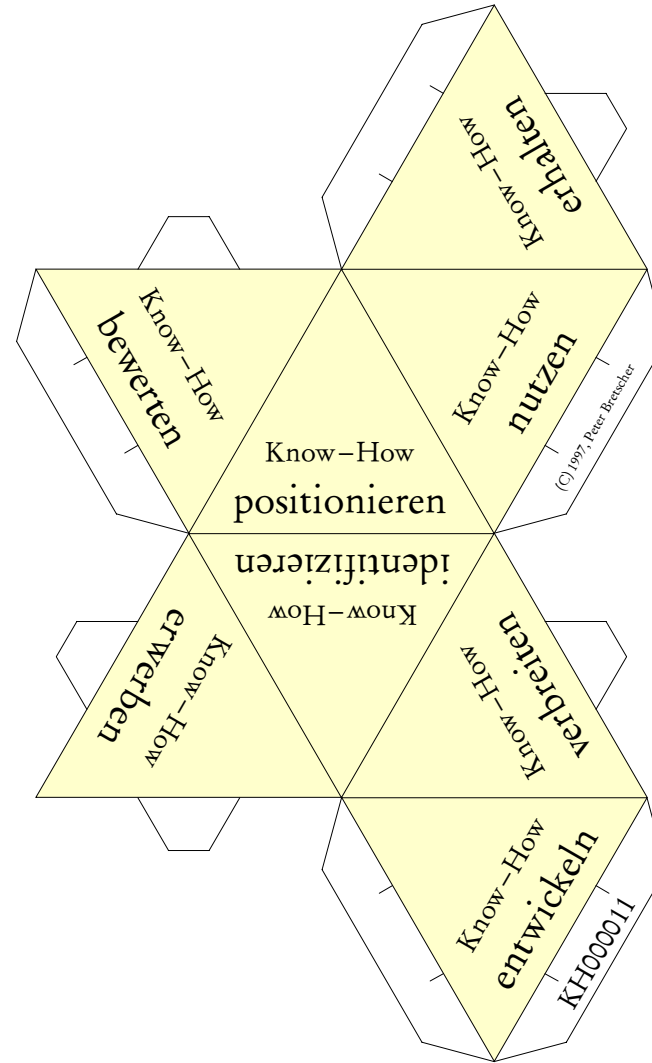 Know-How
erhalten
Know-How
bewerten
Know-How
nutzen
(C) 1997, Peter Bretscher
Know-How
positionieren
Know-How
identifizieren
Know-How
erwerben
Know-How
verbreiten
Know-How
entwickeln
KH000011